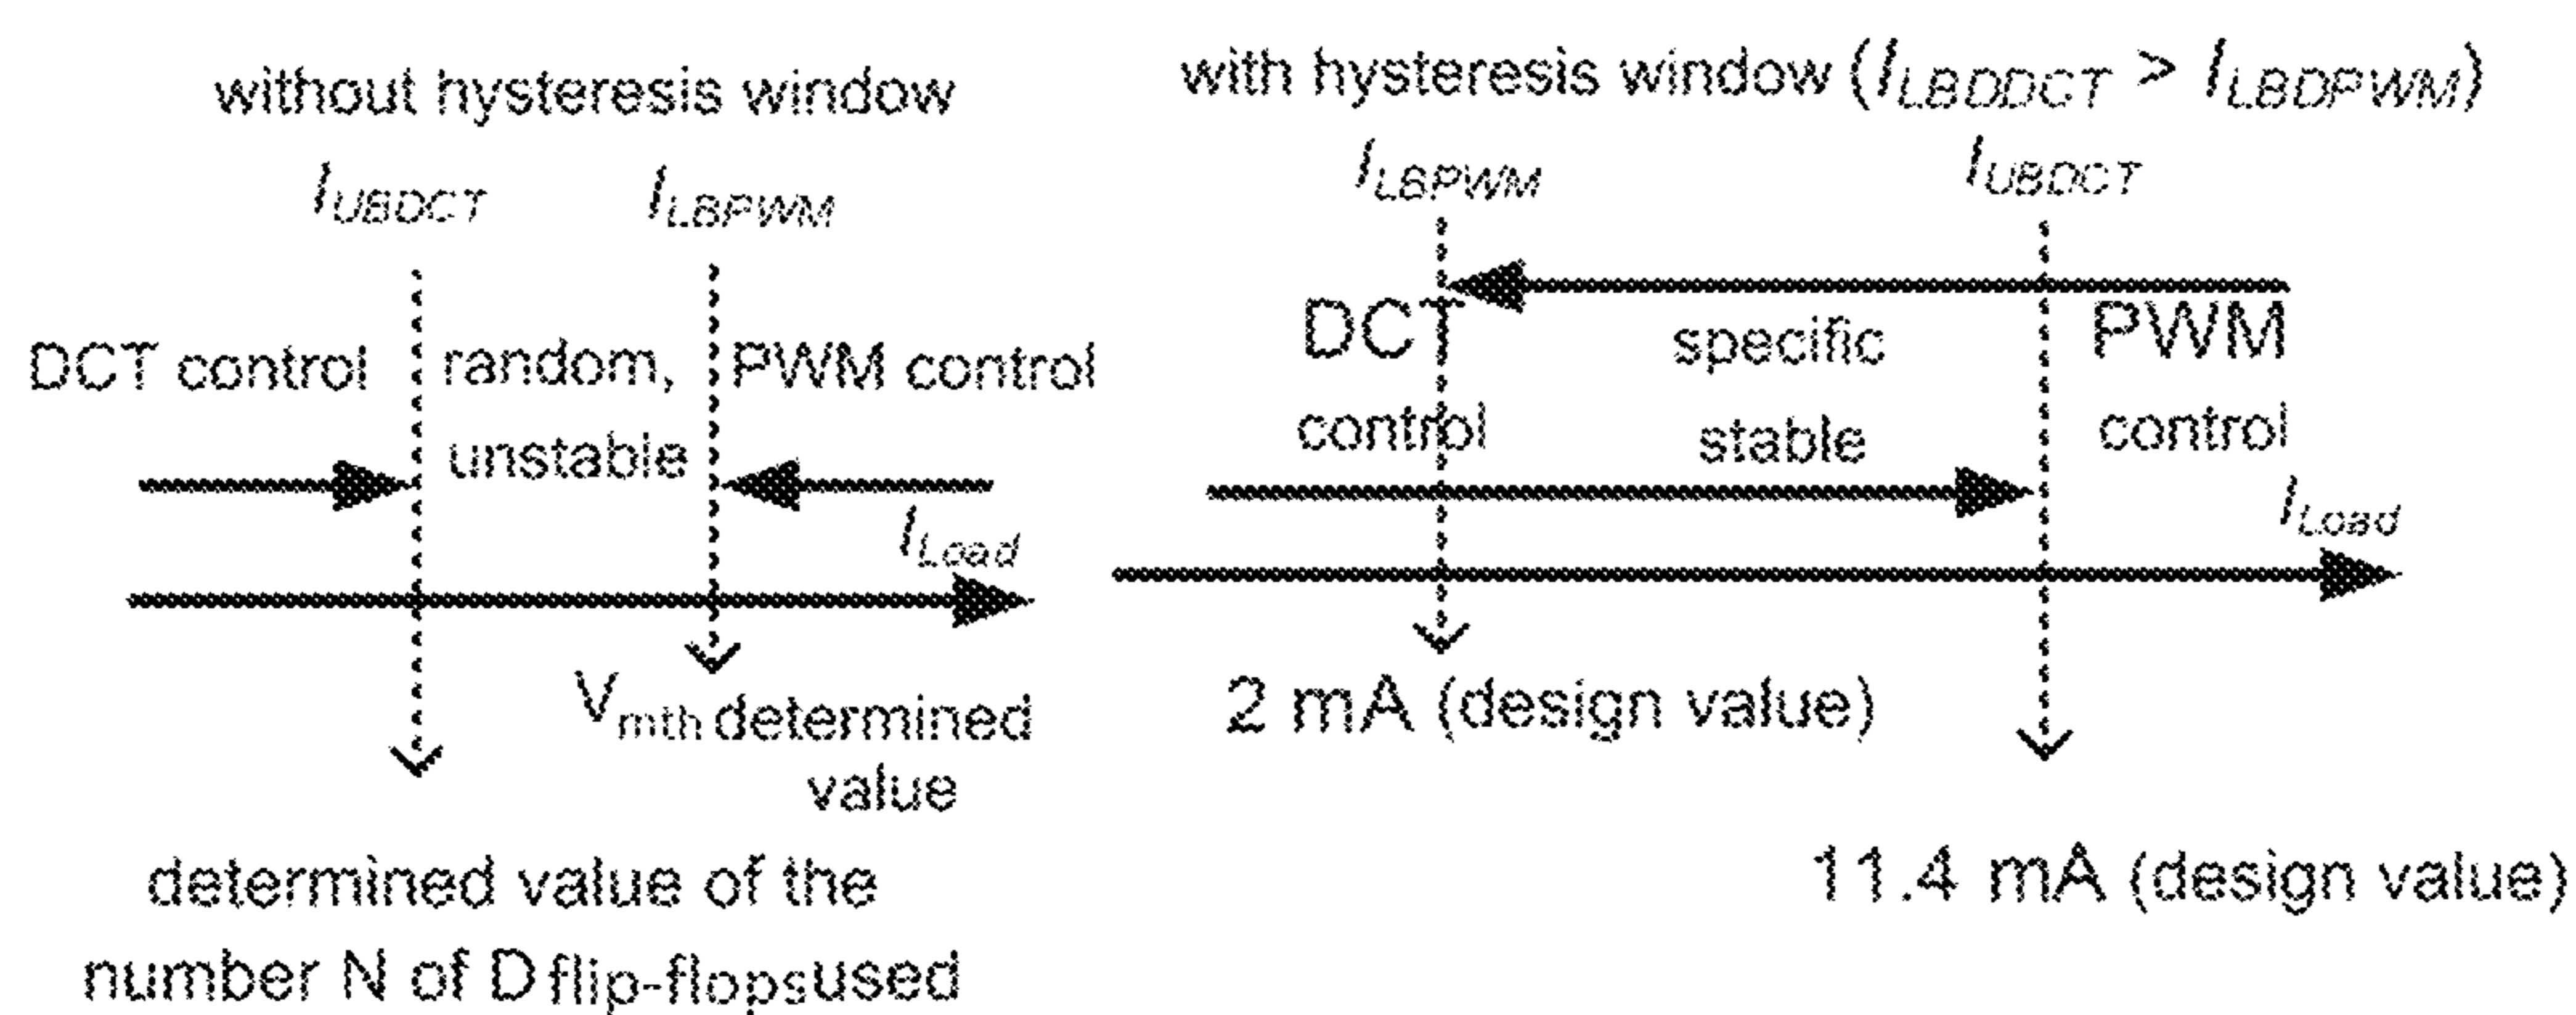 without hysteresis window
I_UBDCT I_LBPWM
DCT control random, PWM control
unstable
I_Load
V_mth determined
value
determined value of the
number N of D flip-flops used
with hysteresis window (I_LBDDCT > I_LBDPWM)
I_LBPWM I_UBDCT
DCT specific PWM
control stable control
I_Load
2 mA (design value)
11.4 mA (design value)